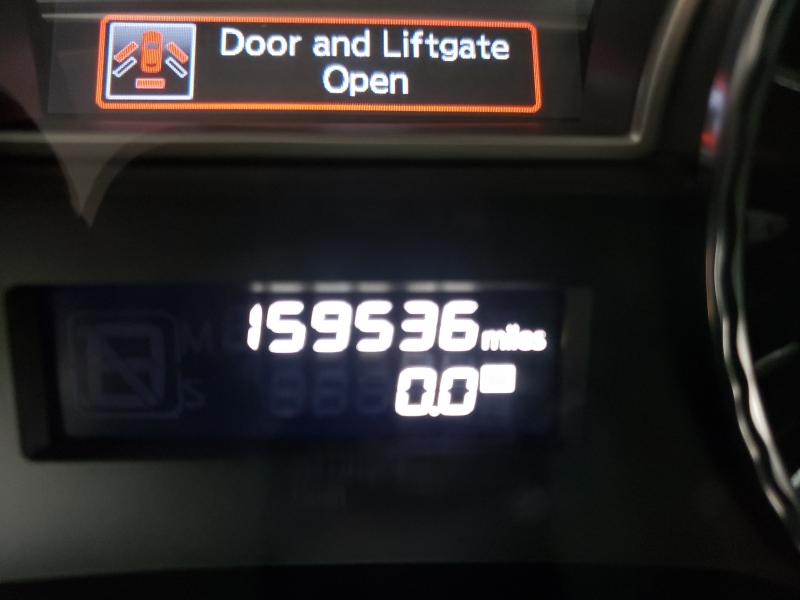 Door and Liftgate
Open
159536 miles
0.0